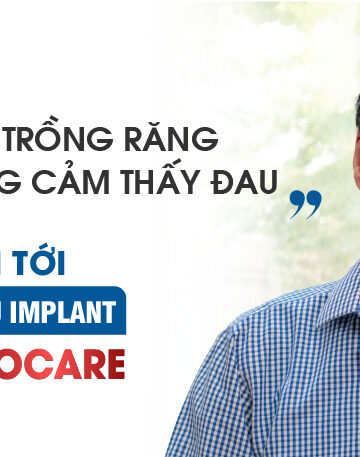 TRỒNG RĂNG
G CẢM THẤY ĐAU ”
TỚI
IMPLANT
OCARE